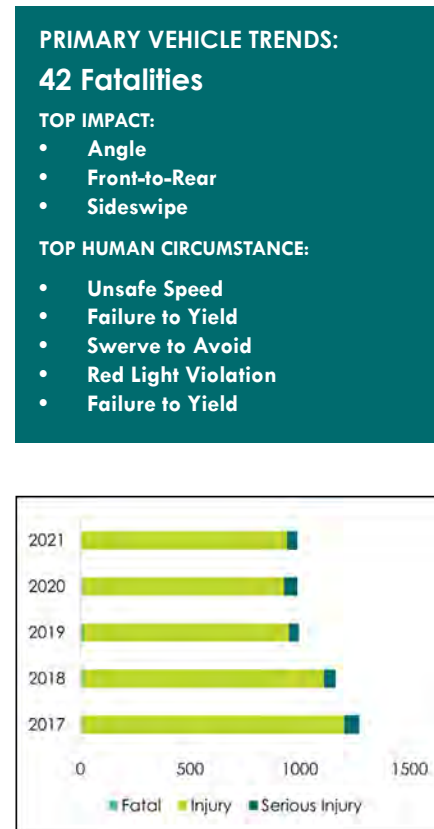 PRIMARY VEHICLE TRENDS:
42 Fatalities
TOP IMPACT:
• Angle
• Front-to-Rear
• Sideswipe
TOP HUMAN CIRCUMSTANCE:
• Unsafe Speed
• Failure to Yield
• Swerve to Avoid
• Red Light Violation
• Failure to Yield
2021
2020
2019
2018
2017
0 500 1000 1500
Fatal Injury Serious Injury